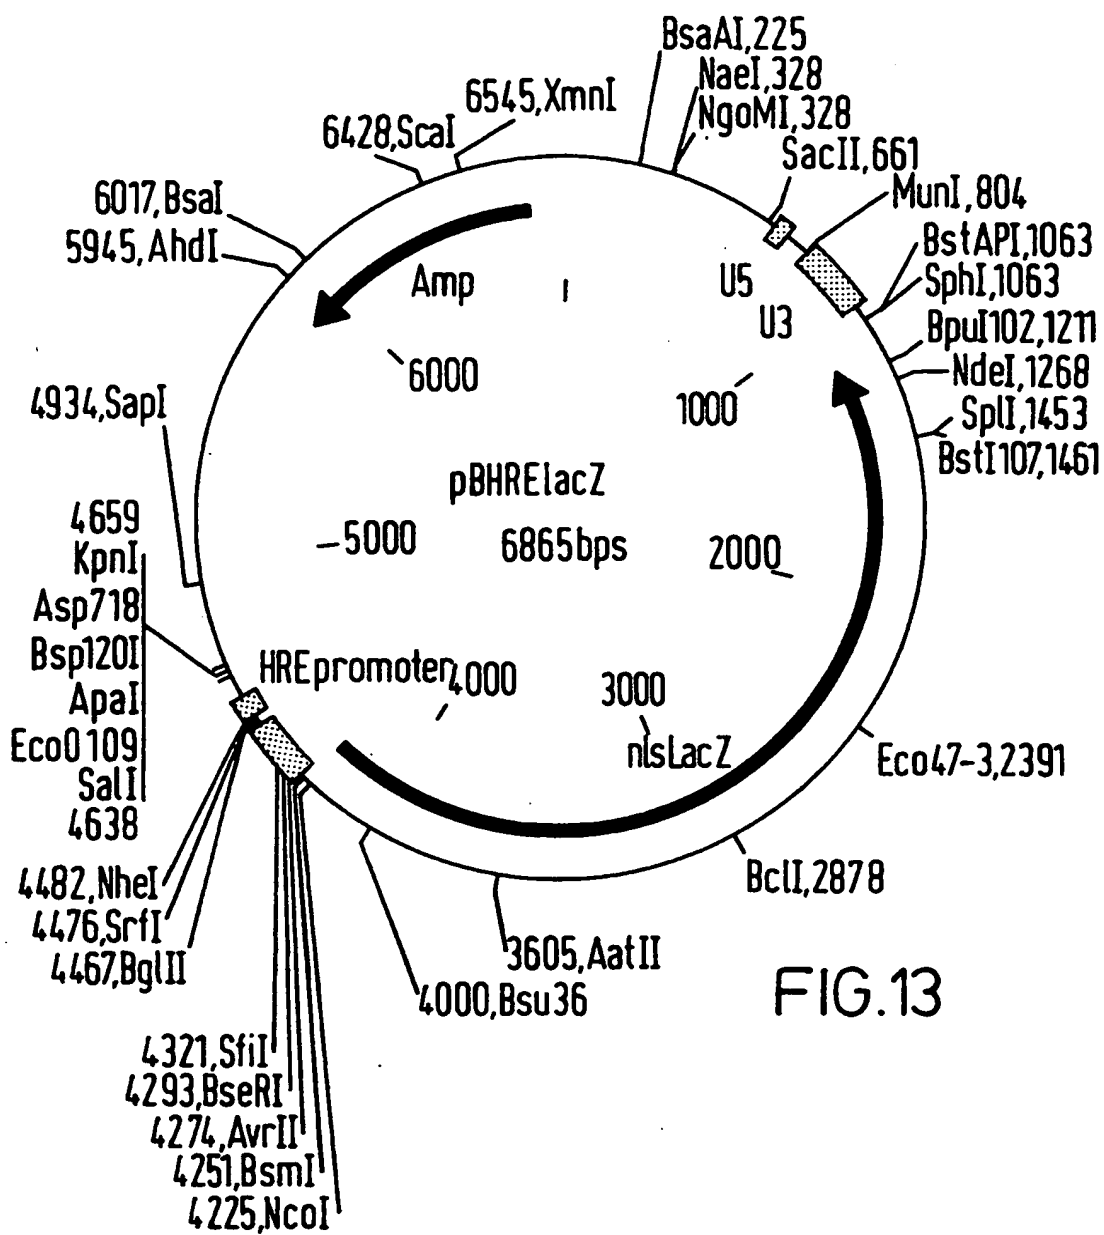 BsaAI,225
NaeI,328
NgoMI,328
SacII,661
MunI,804
BstAPI,1063
SphI,1063
BpuI102,1211
NdeI,1268
SplI,1453
BstI107,1461
6545,XmnI
6428,ScaI
6017,BsaI
5945,AhdI
4934,SapI
Amp
I
U5
U3
6000
1000
pBHRElacZ
6865bps
5000
2000
HREpromoter
4000
3000
nlsLacZ
4659
KpnI
Asp718
Bsp120I
ApaI
EcoO109
SalI
4638
4482,NheI
4476,SrfI
4467,BglII
4321,SfiI
4293,BseRI
4274,AvrII
4251,BsmI
4225,NcoI
4000,Bsu36
3605,AatII
BclI,2878
Eco47-3,2391
FIG.13